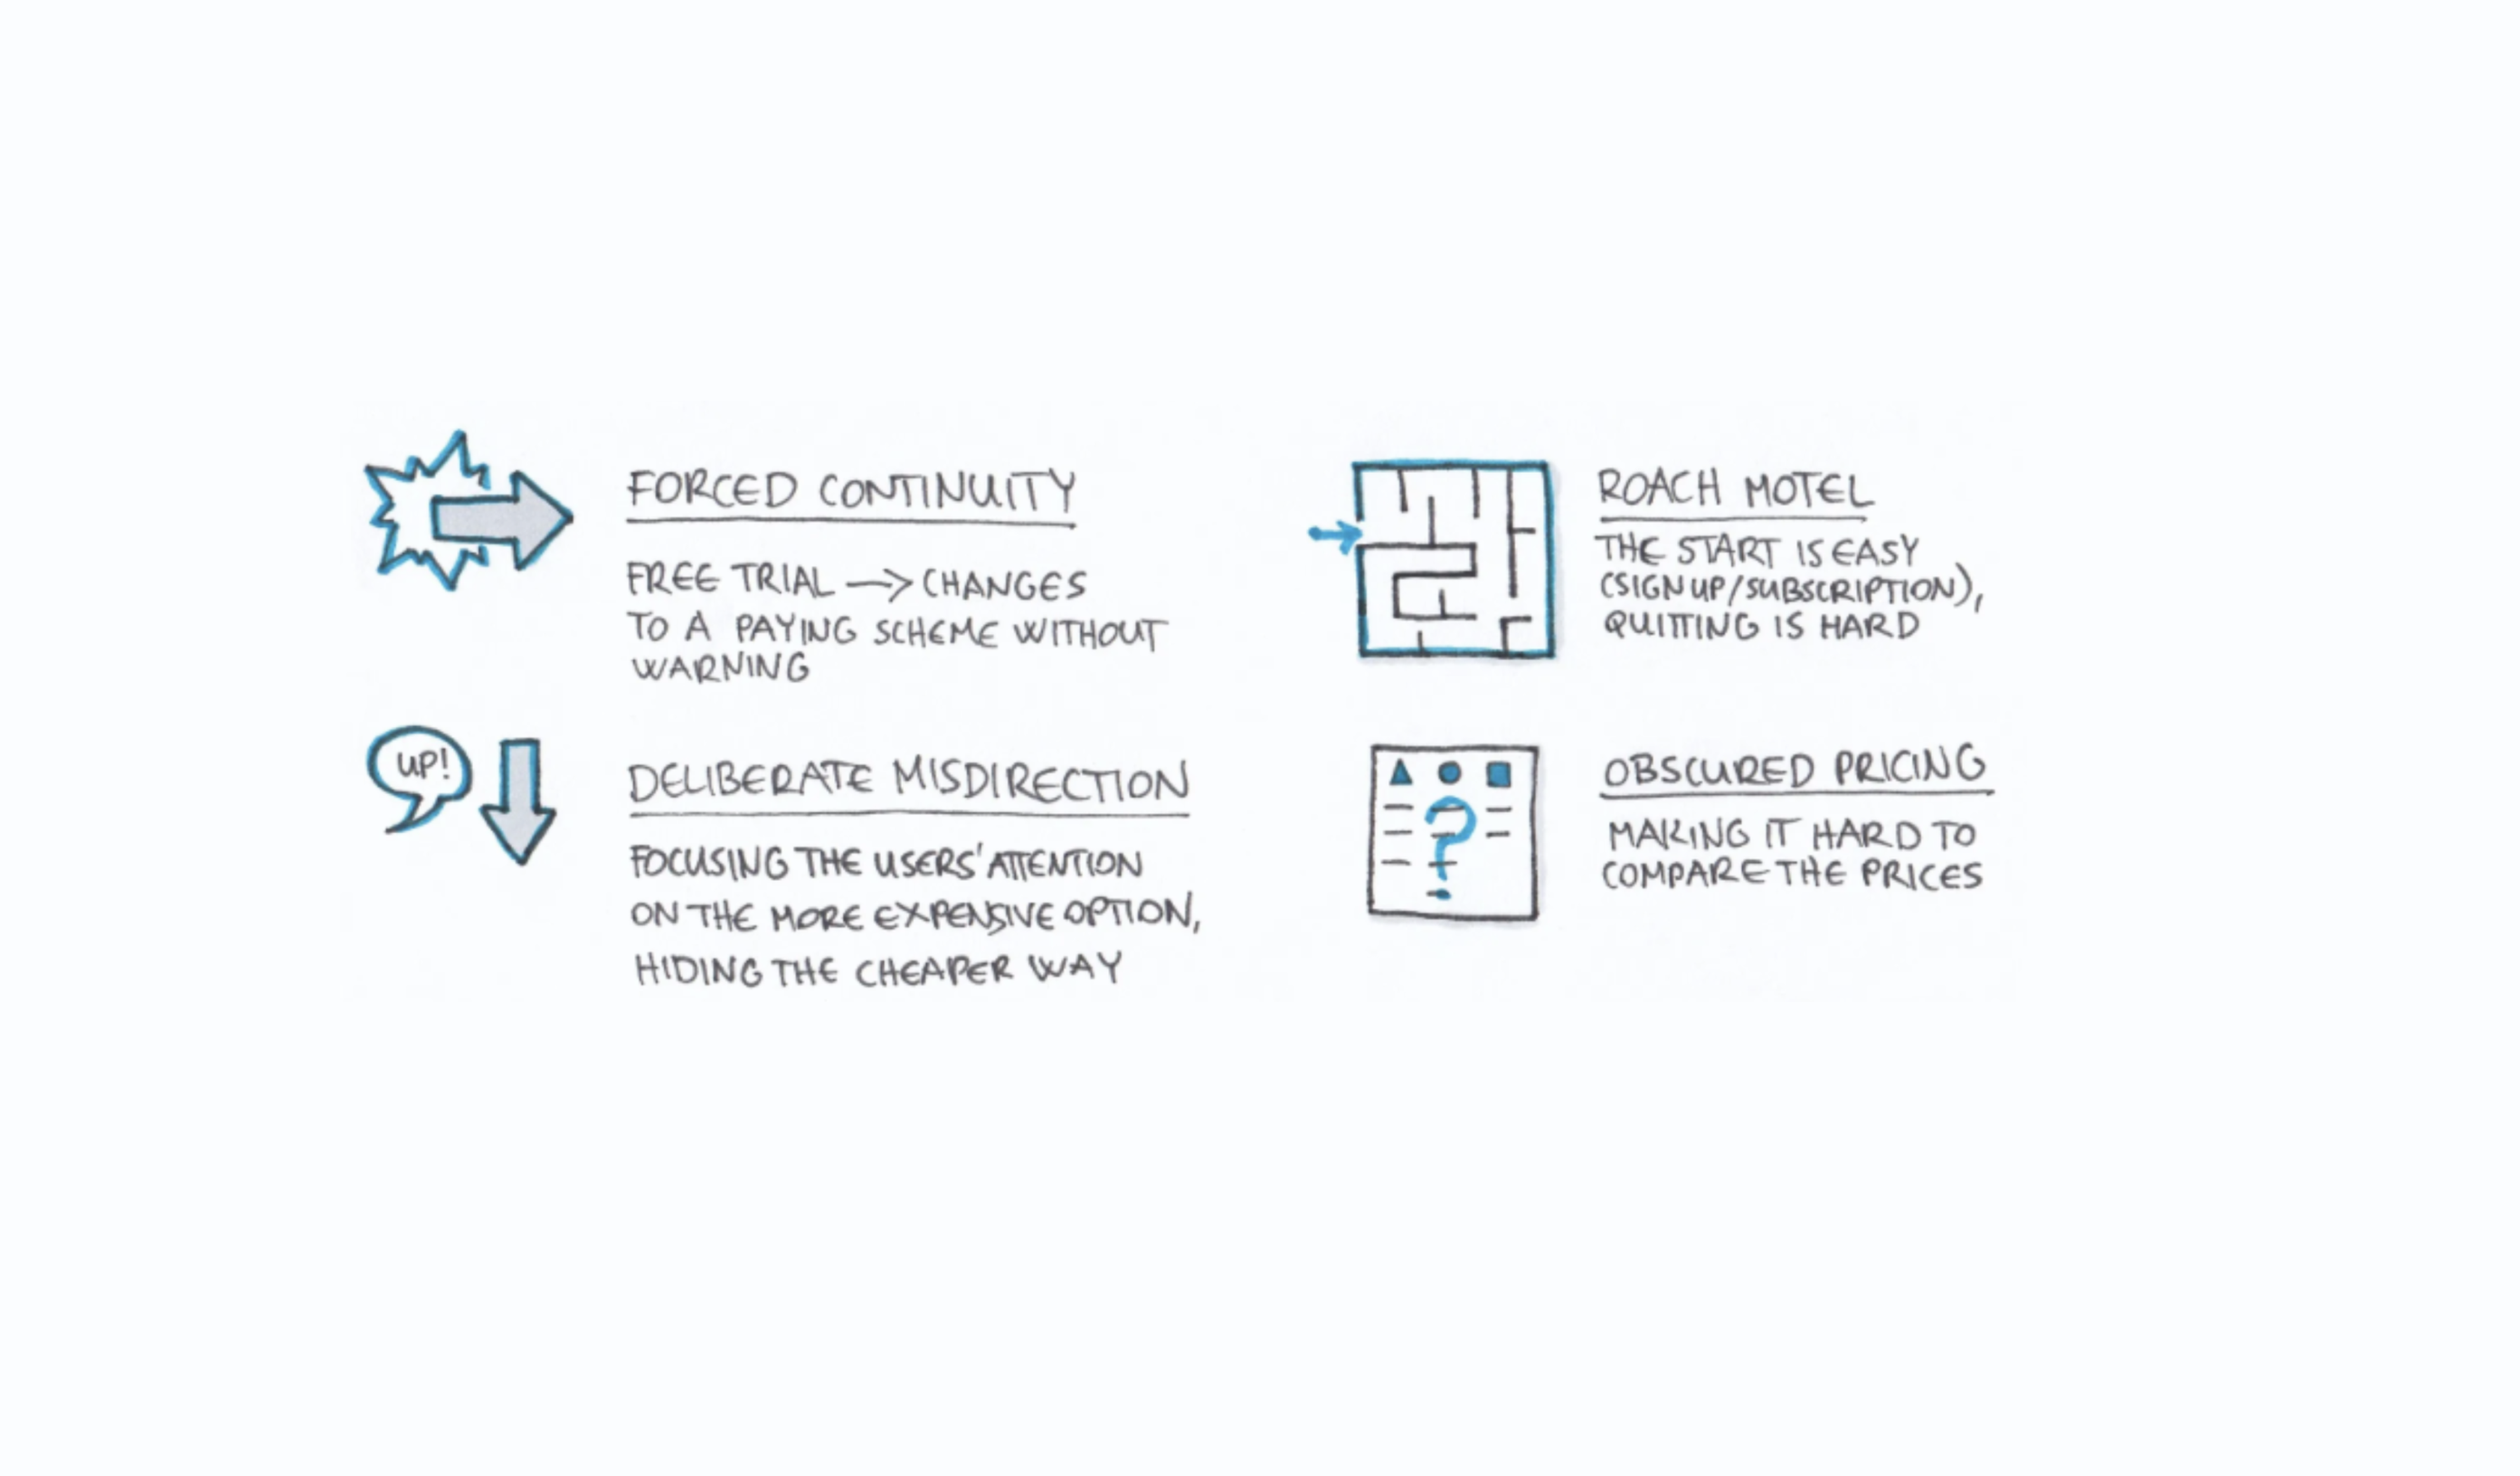 FORCED CONTINUITY
FREE TRIAL → CHANGES
TO A PAYING SCHEME WITHOUT
WARNING
ROACH MOTEL
THE START IS EASY
(SIGN UP/SUBSCRIPTION),
QUITTING IS HARD
UP!
DELIBERATE MISDIRECTION
FOCUSING THE USERS' ATTENTION
ON THE MORE EXPENSIVE OPTION,
HIDING THE CHEAPER WAY
?
OBSCURED PRICING
MAKING IT HARD TO
COMPARE THE PRICES